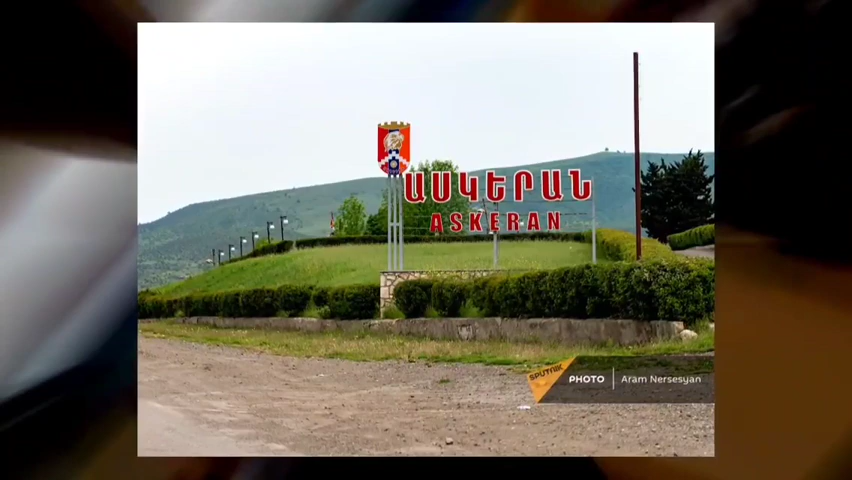 ԱՍԿԵՐԱՆ
ASKERAN
SPUTNIK
PHOTO
Aram Nersesyan